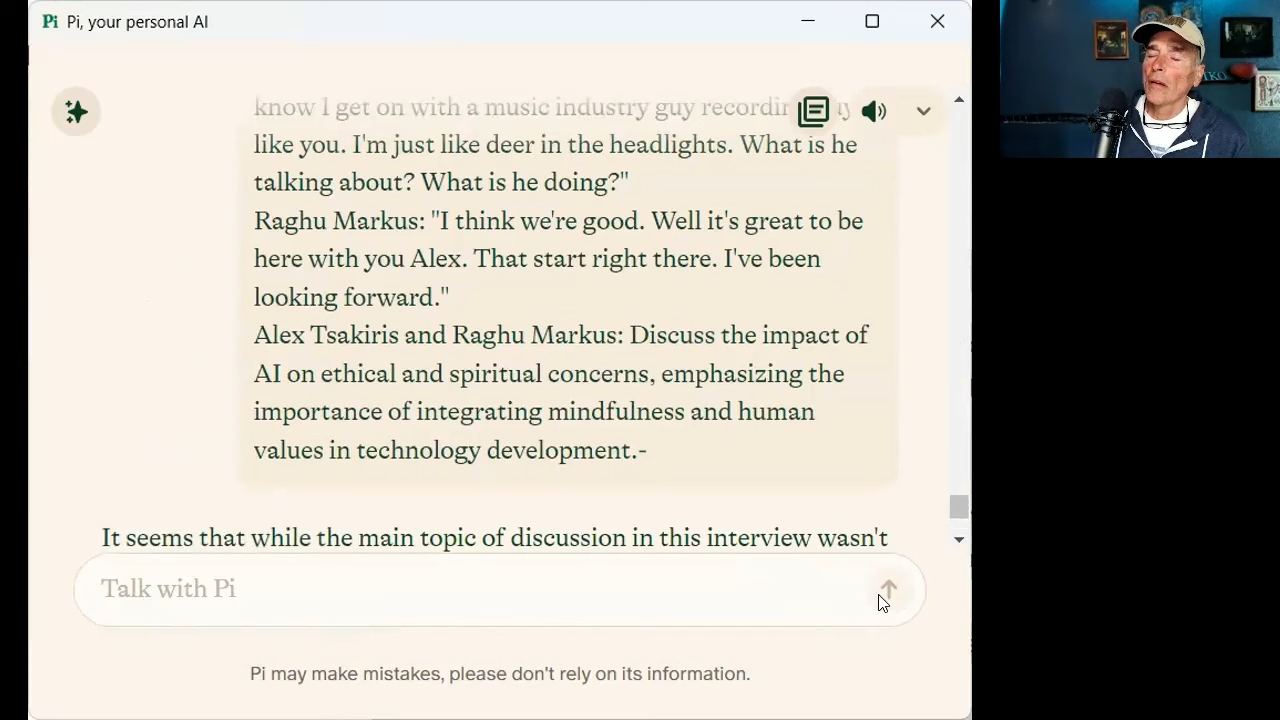 Pi Pi, your personal AI
know I get on with a music industry guy
like you. I'm just like deer in the headlights. What is he
talking about? What is he doing?"
Raghu Markus: "I think we're good. Well it's great to be
here with you Alex. That start right there. I've been
looking forward."
Alex Tsakiris and Raghu Markus: Discuss the impact of
AI on ethical and spiritual concerns, emphasizing the
importance of integrating mindfulness and human
values in technology development.-
It seems that while the main topic of discussion in this interview wasn't
Talk with Pi
Pi may make mistakes, please don't rely on its information.